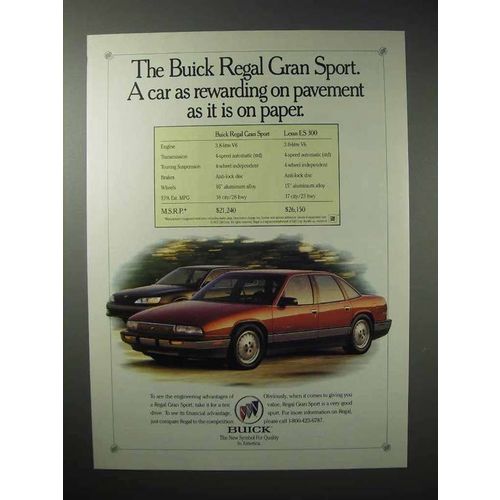 The Buick Regal Gran Sport.
A car as rewarding on pavement
as it is on paper.
Buick Regal Gran Sport Lexus ES 300
Engine 3.8-litre V6 3.0-litre V6
Transmission 4-speed automatic (std) 4-speed automatic (std)
Touring Suspension 4-wheel independent 4-wheel independent
Brakes Anti-lock disc Anti-lock disc
Wheels 16" aluminum alloy 15" aluminum alloy
EPA Est. MPG city/28 hwy city/23 hwy
M.S.R.P.* $21,240 $26,150
To see the engineering advantages of
a Regal Gran Sport, take it for a test
drive. To see its financial advantage,
just compare Regal to the competition.
Obviously, when it comes to giving you
value, Regal Gran Sport is a very good
sport. For more information on Regal,
please call 1-800-423-6787.
BUICK
The New Symbol For Quality
In America.